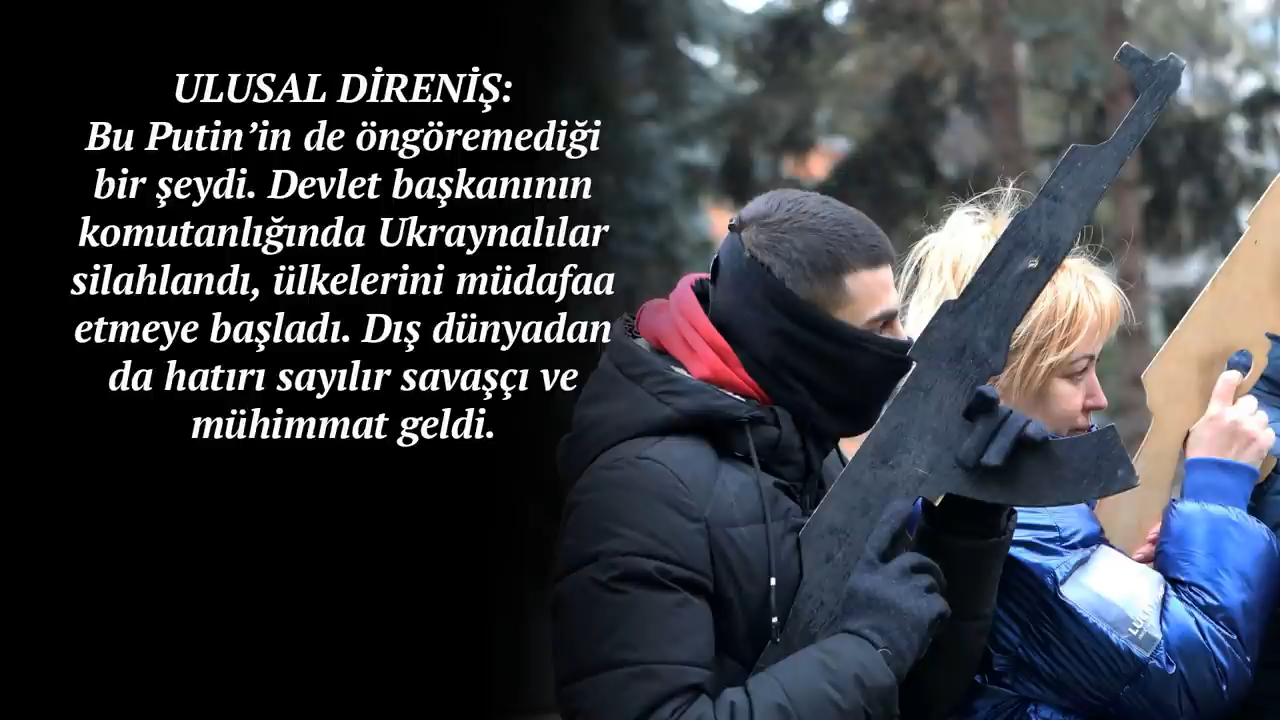 ULUSAL DİRENİŞ:
Bu Putin’in de öngöremediği
bir şeydi. Devlet başkanının
komutanlığında Ukraynalılar
silahlandı, ülkelerini müdafaa
etmeye başladı. Dış dünyadan
da hatırı sayılır savaşçı ve
mühimmat geldi.